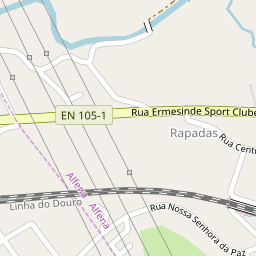 Rua Ermesinde Sport Clube
EN 105-1
Rapadas
Rua Cent
Alfena
Alfena
Linha do Douro
Rua Nossa Senhora da Paz